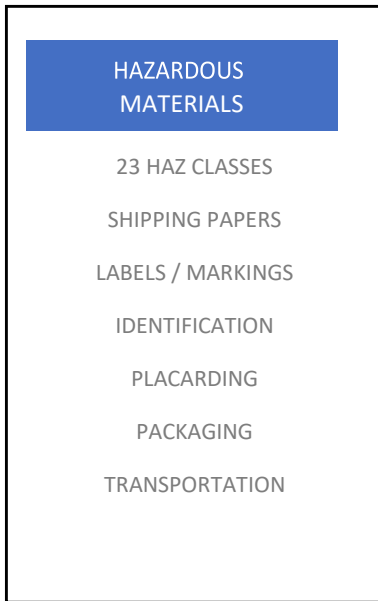 HAZARDOUS
MATERIALS
23 HAZ CLASSES
SHIPPING PAPERS
LABELS / MARKINGS
IDENTIFICATION
PLACARDING
PACKAGING
TRANSPORTATION